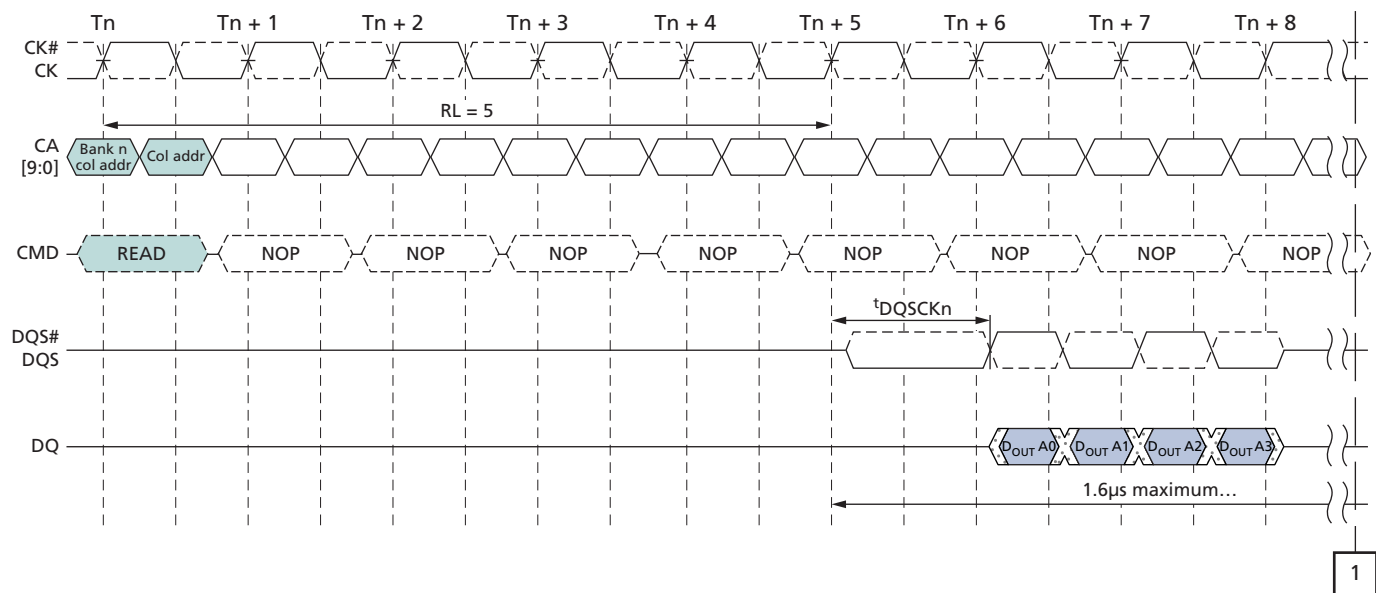 Tn Tn + 1 Tn + 2 Tn + 3 Tn + 4 Tn + 5 Tn + 6 Tn + 7 Tn + 8
CK#
CK
RL = 5
CA
[9:0]
Bank n
col addr
Col addr
CMD READ NOP NOP NOP NOP NOP NOP NOP NOP
tDQSCKn
DQS#
DQS
DQ DOUT A0 DOUT A1 DOUT A2 DOUT A3
1.6µs maximum…
1